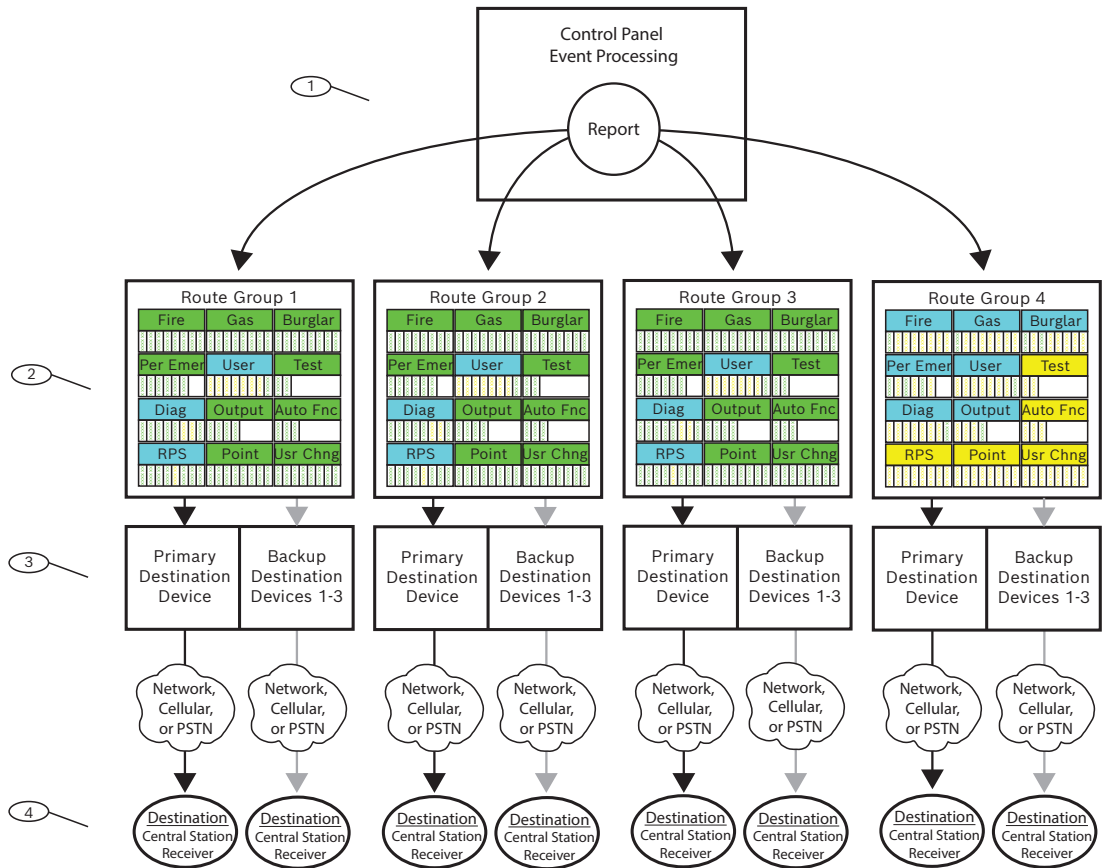 Control Panel
Event Processing
1
Report
Route Group 1
Fire Gas Burglar
Per Emer User Test
Diag Output Auto Fnc
RPS Point Usr Chng
Route Group 2
Fire Gas Burglar
Per Emer User Test
Diag Output Auto Fnc
RPS Point Usr Chng
Route Group 3
Fire Gas Burglar
Per Emer User Test
Diag Output Auto Fnc
RPS Point Usr Chng
Route Group 4
Fire Gas Burglar
Per Emer User Test
Diag Output Auto Fnc
RPS Point Usr Chng
2
3
Primary
Destination
Device
Backup
Destination
Devices 1-3
Primary
Destination
Device
Backup
Destination
Devices 1-3
Primary
Destination
Device
Backup
Destination
Devices 1-3
Primary
Destination
Device
Backup
Destination
Devices 1-3
Network,
Cellular,
or PSTN
Network,
Cellular,
or PSTN
Network,
Cellular,
or PSTN
Network,
Cellular,
or PSTN
Network,
Cellular,
or PSTN
Network,
Cellular,
or PSTN
Network,
Cellular,
or PSTN
Network,
Cellular,
or PSTN
4
Destination
Central Station
Receiver
Destination
Central Station
Receiver
Destination
Central Station
Receiver
Destination
Central Station
Receiver
Destination
Central Station
Receiver
Destination
Central Station
Receiver
Destination
Central Station
Receiver
Destination
Central Station
Receiver